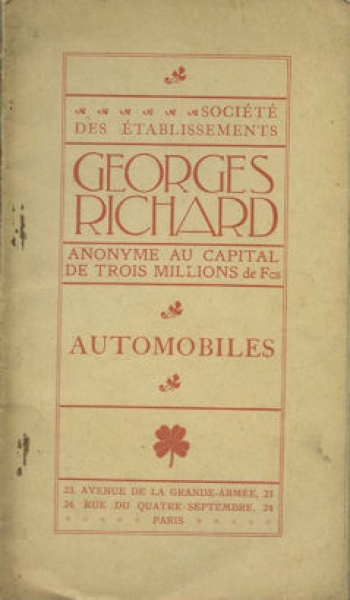 SOCIÉTÉ
DES ÉTABLISSEMENTS
GEORGES
RICHARD
ANONYME AU CAPITAL
DE TROIS MILLIONS de Fcs
AUTOMOBILES
23, AVENUE DE LA GRANDE-ARMÉE, 23
24, RUE DU QUATRE-SEPTEMBRE, 24
PARIS